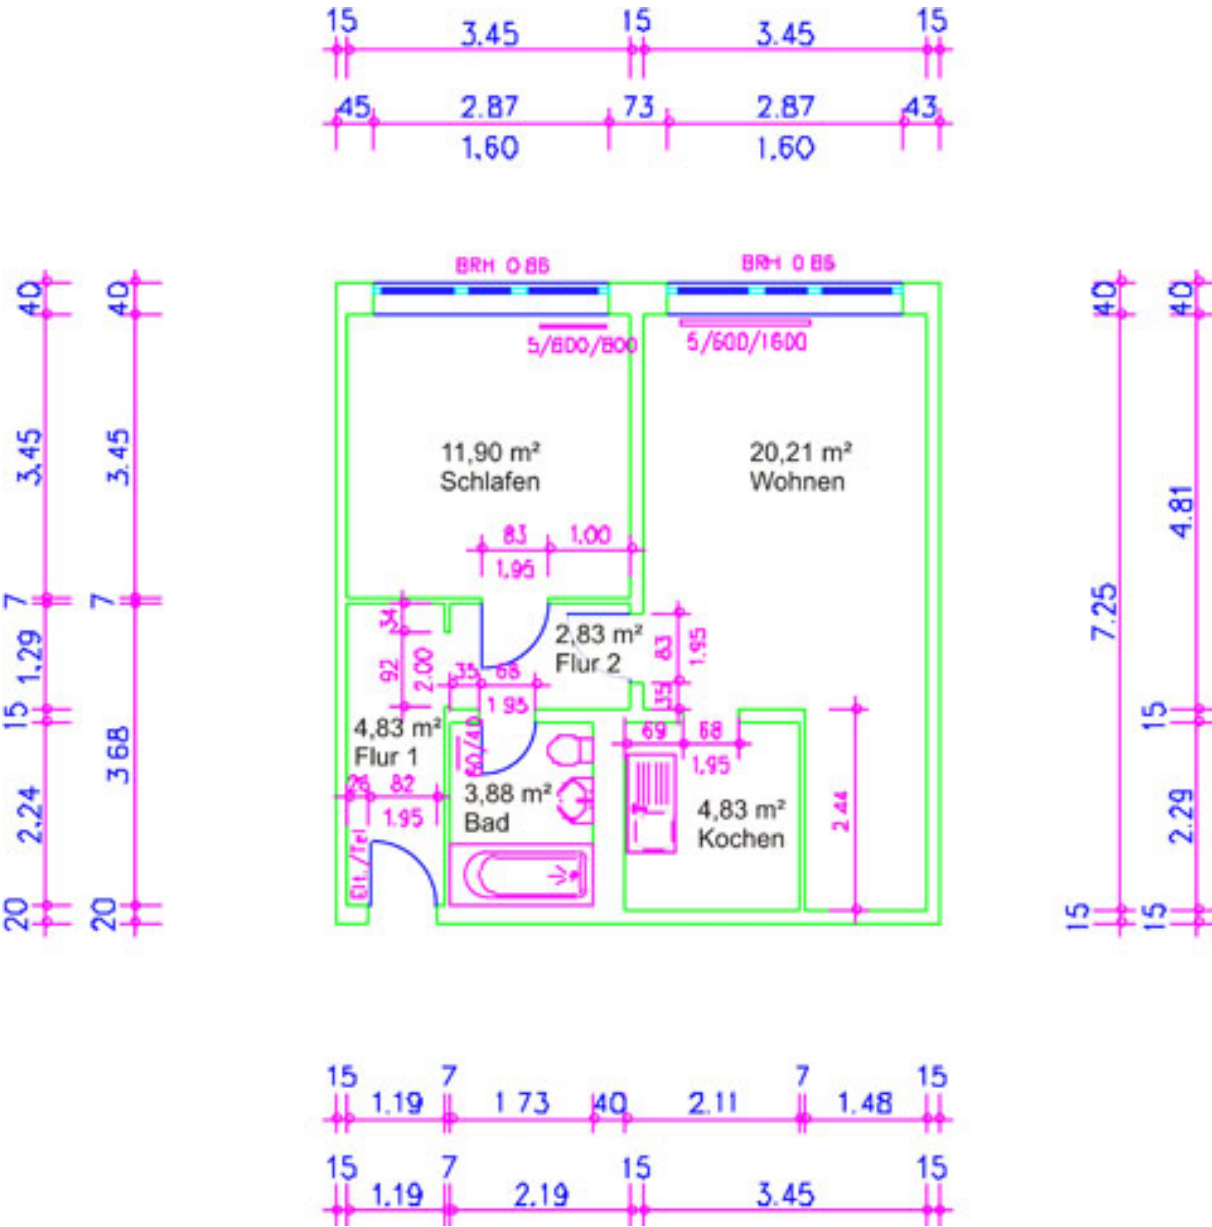 15 3.45 15 3.45 15
45 2.87 73 2.87 43
1.60 1.60
BRH 0 86 BRH 0 86
40 40 40 40
5/600/800 5/600/1600
3.45 3.45
11,90 m² 20,21 m²
Schlafen Wohnen
4.81
83 1.00
1.95
7 7 7.25
34
2,83 m² 83 1.95
Flur 2
1.29 92 2.00 35 68 35
1 95
15 15
4,83 m² 60/40 69 68
Flur 1 1.95
3 68
26 82
1.95
3,88 m² 4,83 m² 2.44
Bad Kochen
2.24 2.29
Elt./Tel
20 20 15 15
15 7 7 15
1.19 1 73 40 2.11 1.48
15 7 15 15
1.19 2.19 3.45